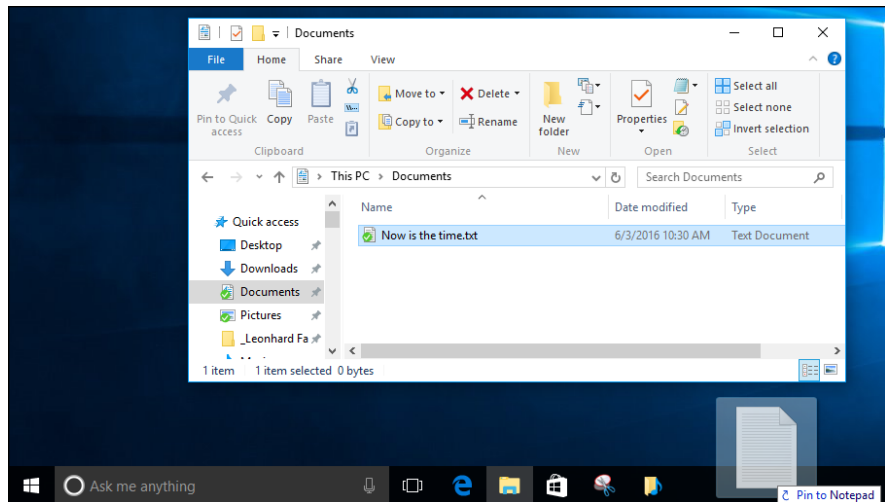 Documents
File Home Share View
Pin to Quick access
Copy
Paste
Move to
Copy to
Delete
Rename
New folder
Properties
Select all
Select none
Invert selection
Clipboard Organize New Open Select
This PC > Documents
Search Documents
Name Date modified Type
Quick access
Desktop
Downloads
Documents
Pictures
_Leonhard Fa
Now is the time.txt 6/3/2016 10:30 AM Text Document
1 item 1 item selected 0 bytes
Ask me anything
Pin to Notepad